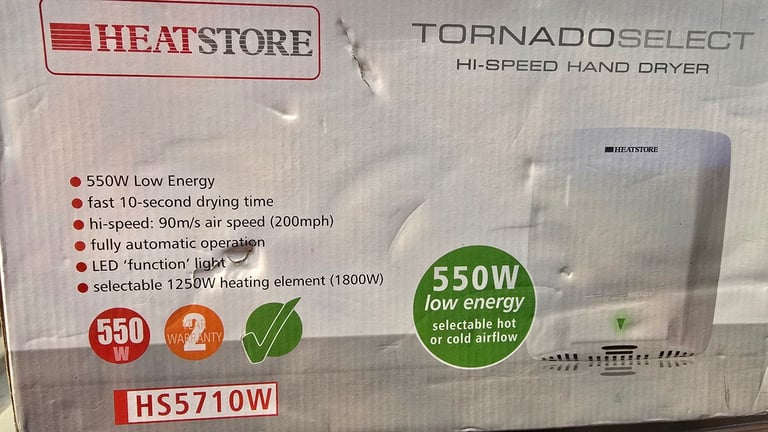 HEATSTORE
TORNADOSELECT
HI-SPEED HAND DRYER
HEATSTORE
550W Low Energy
fast 10-second drying time
hi-speed: 90m/s air speed (200mph)
fully automatic operation
LED 'function' light
selectable 1250W heating element (1800W)
550W
low energy
selectable hot
or cold airflow
550
W
YEAR
2
WARRANTY
HS5710W